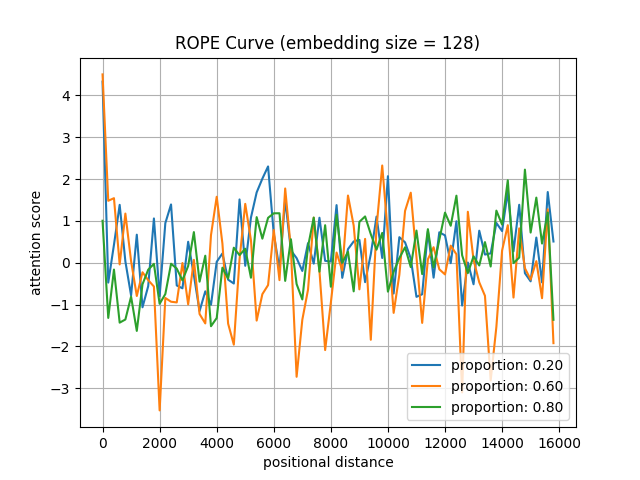 ROPE Curve (embedding size = 128)
attention score
4
3
2
1
0
−1
−2
−3
0
2000
4000
6000
8000
10000
12000
14000
16000
positional distance
proportion: 0.20
proportion: 0.60
proportion: 0.80